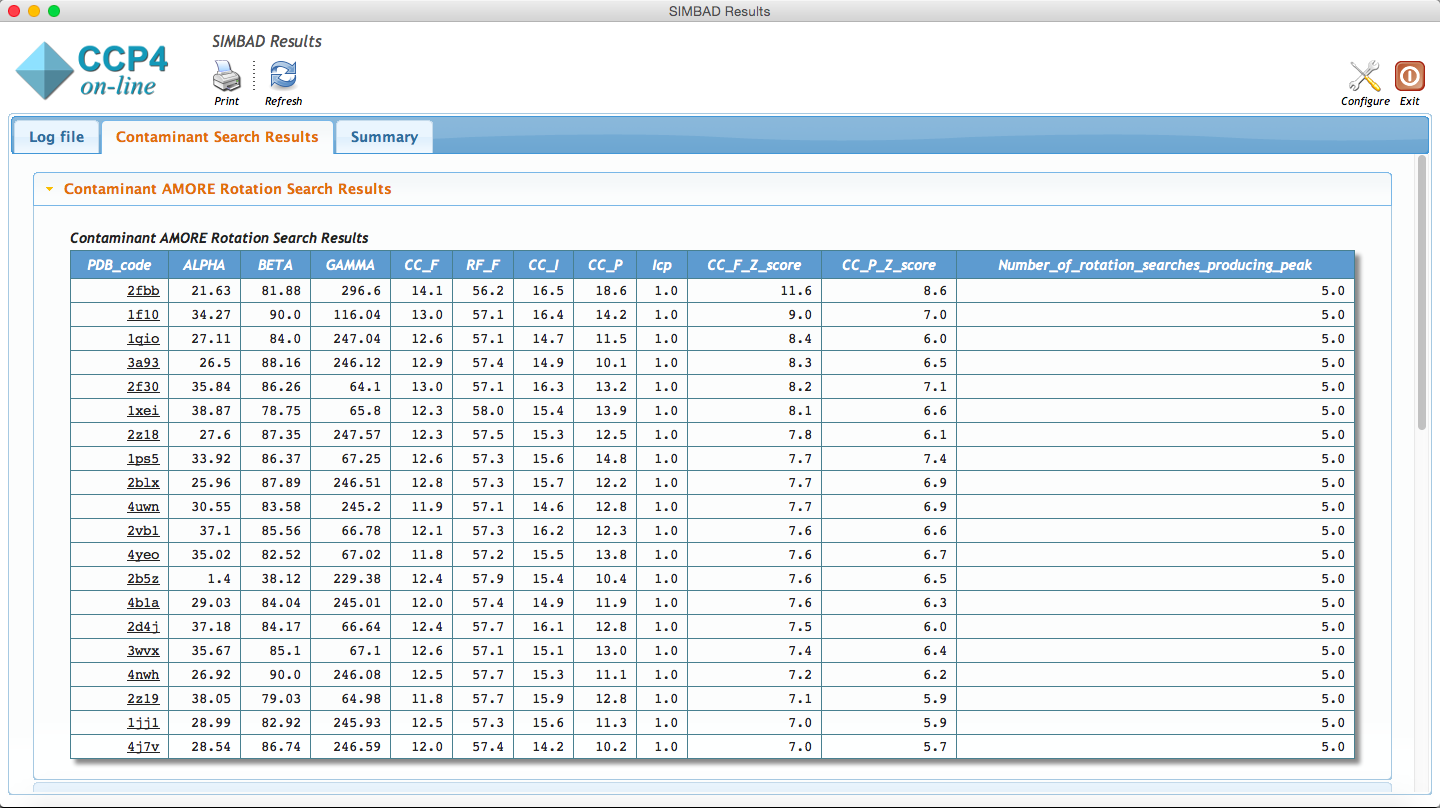 SIMBAD Results
CCP4
on-line
SIMBAD Results
Print Refresh
Configure Exit
Log file Contaminant Search Results Summary
Contaminant AMORE Rotation Search Results
Contaminant AMORE Rotation Search Results
PDB_code ALPHA BETA GAMMA CC_F RF_F CC_I CC_P Icp CC_F_Z_score CC_P_Z_score Number_of_rotation_searches_producing_peak
2fbb 21.63 81.88 296.6 14.1 56.2 16.5 18.6 1.0 11.6 8.6 5.0
1f10 34.27 90.0 116.04 13.0 57.1 16.4 14.2 1.0 9.0 7.0 5.0
1gio 27.11 84.0 247.04 12.6 57.1 14.7 11.5 1.0 8.4 6.0 5.0
3a93 26.5 88.16 246.12 12.9 57.4 14.9 10.1 1.0 8.3 6.5 5.0
2f30 35.84 86.26 64.1 13.0 57.1 16.3 13.2 1.0 8.2 7.1 5.0
1xei 38.87 78.75 65.8 12.3 58.0 15.4 13.9 1.0 8.1 6.6 5.0
2z18 27.6 87.35 247.57 12.3 57.5 15.3 12.5 1.0 7.8 6.1 5.0
1ps5 33.92 86.37 67.25 12.6 57.3 15.6 14.8 1.0 7.7 7.4 5.0
2blx 25.96 87.89 246.51 12.8 57.3 15.7 12.2 1.0 7.7 6.9 5.0
4uwn 30.55 83.58 245.2 11.9 57.1 14.6 12.8 1.0 7.7 6.9 5.0
2vb1 37.1 85.56 66.78 12.1 57.3 16.2 12.3 1.0 7.6 6.6 5.0
4yeo 35.02 82.52 67.02 11.8 57.2 15.5 13.8 1.0 7.6 6.7 5.0
2b5z 1.4 38.12 229.38 12.4 57.9 15.4 10.4 1.0 7.6 6.5 5.0
4b1a 29.03 84.04 245.01 12.0 57.4 14.9 11.9 1.0 7.6 6.3 5.0
2d4j 37.18 84.17 66.64 12.4 57.7 16.1 12.8 1.0 7.5 6.0 5.0
3wvx 35.67 85.1 67.1 12.6 57.1 15.1 13.0 1.0 7.4 6.4 5.0
4nwh 26.92 90.0 246.08 12.5 57.7 15.3 11.1 1.0 7.2 6.2 5.0
2z19 38.05 79.03 64.98 11.8 57.7 15.9 12.8 1.0 7.1 5.9 5.0
1jj1 28.99 82.92 245.93 12.5 57.3 15.6 11.3 1.0 7.0 5.9 5.0
4j7v 28.54 86.74 246.59 12.0 57.4 14.2 10.2 1.0 7.0 5.7 5.0